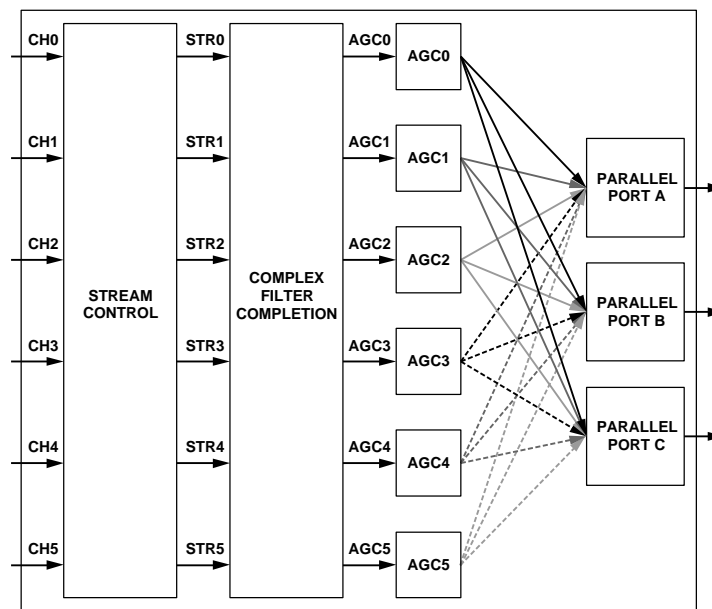 CH0
STR0
AGC0
AGC0
CH1
STR1
AGC1
AGC1
PARALLEL
PORT A
CH2
STR2
AGC2
AGC2
STREAM
CONTROL
COMPLEX
FILTER
COMPLETION
PARALLEL
PORT B
CH3
STR3
AGC3
AGC3
PARALLEL
PORT C
CH4
STR4
AGC4
AGC4
CH5
STR5
AGC5
AGC5